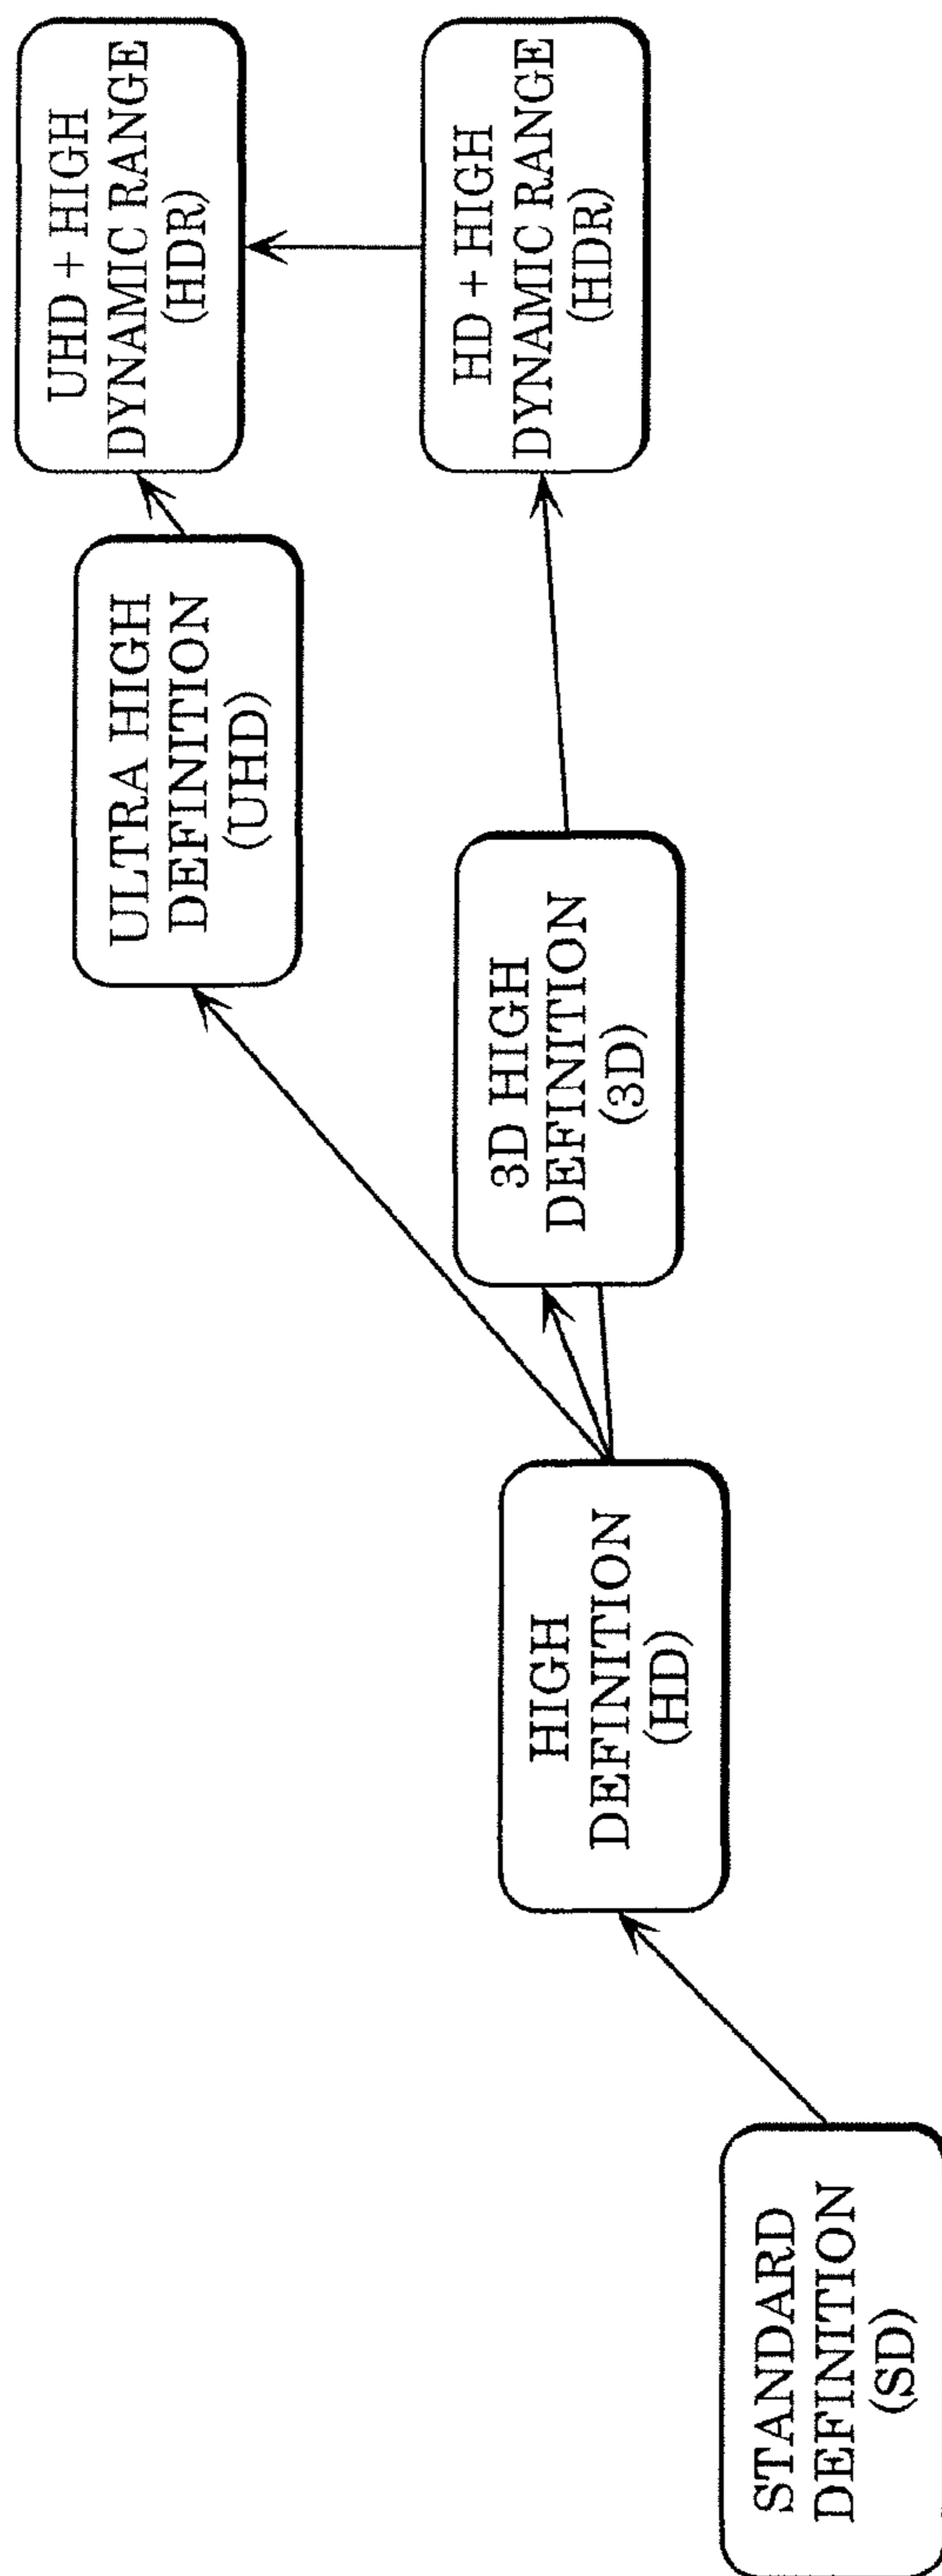 STANDARD
DEFINITION
(SD)
HIGH
DEFINITION
(HD)
3D HIGH
DEFINITION
(3D)
ULTRA HIGH
DEFINITION
(UHD)
UHD + HIGH
DYNAMIC RANGE
(HDR)
HD + HIGH
DYNAMIC RANGE
(HDR)